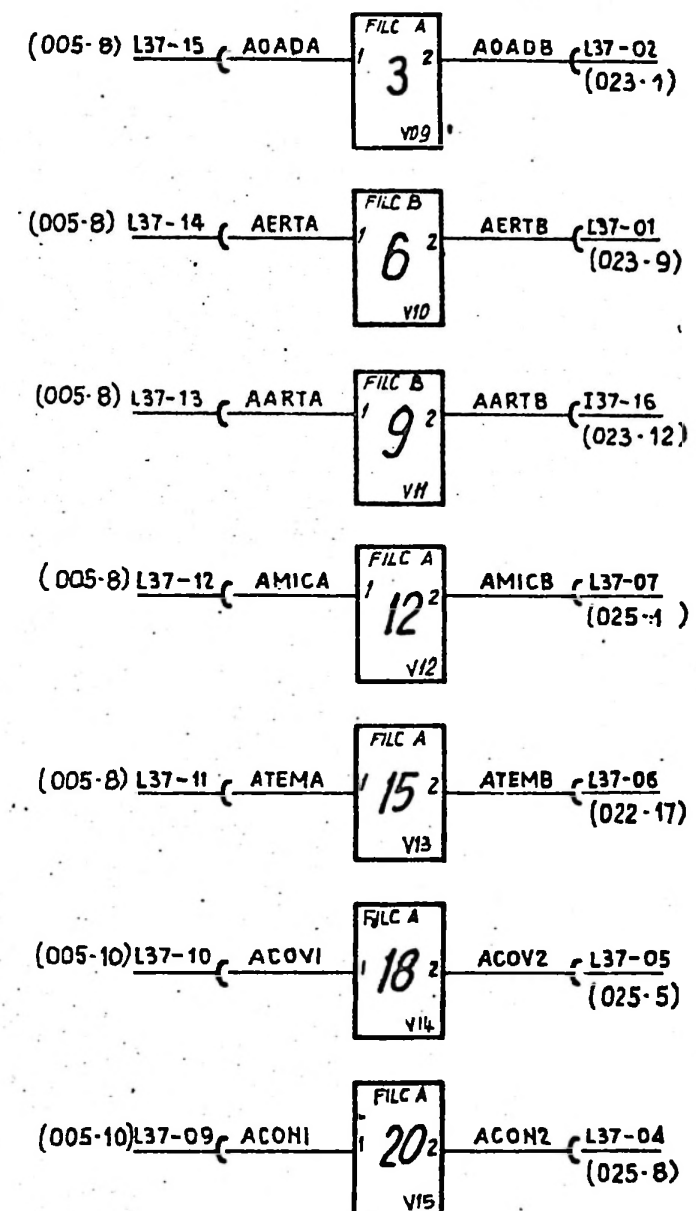 FILC A
(005-8) L37-15 AOADA 1 3 2 AOADB L37-02
(023-1)
V09
FILC B
(005-8) L37-14 AERTA 1 6 2 AERTB L37-01
(023-9)
V10
FILC B
(005-8) L37-13 AARTA 1 9 2 AARTB I37-16
(023-12)
V11
FILC A
(005-8) L37-12 AMICA 1 12 2 AMICB L37-07
(025-1)
V12
FILC A
(005-8) L37-11 ATEMA 1 15 2 ATEMB L37-06
(022-17)
V13
FILC A
(005-10) L37-10 ACOV1 1 18 2 ACOV2 L37-05
(025-5)
V14
FILC A
(005-10) L37-09 ACOH1 1 20 2 ACOH2 L37-04
(025-8)
V15